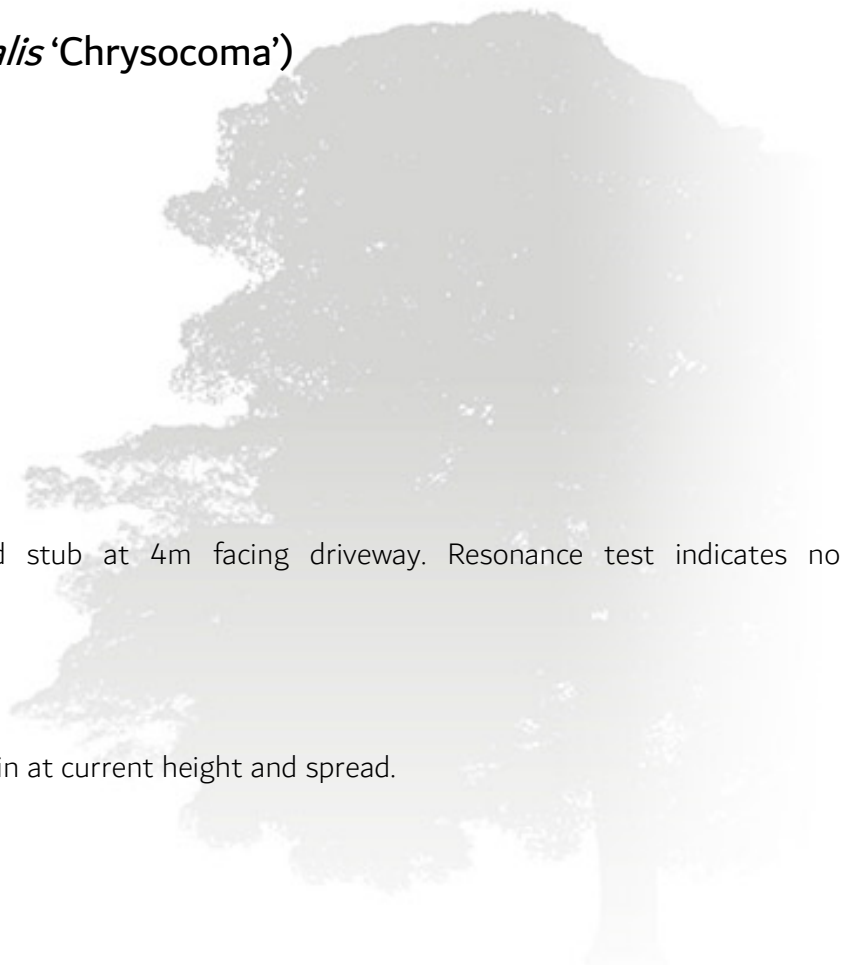 alis ‘Chrysocoma’)
d stub at 4m facing driveway. Resonance test indicates no
in at current height and spread.